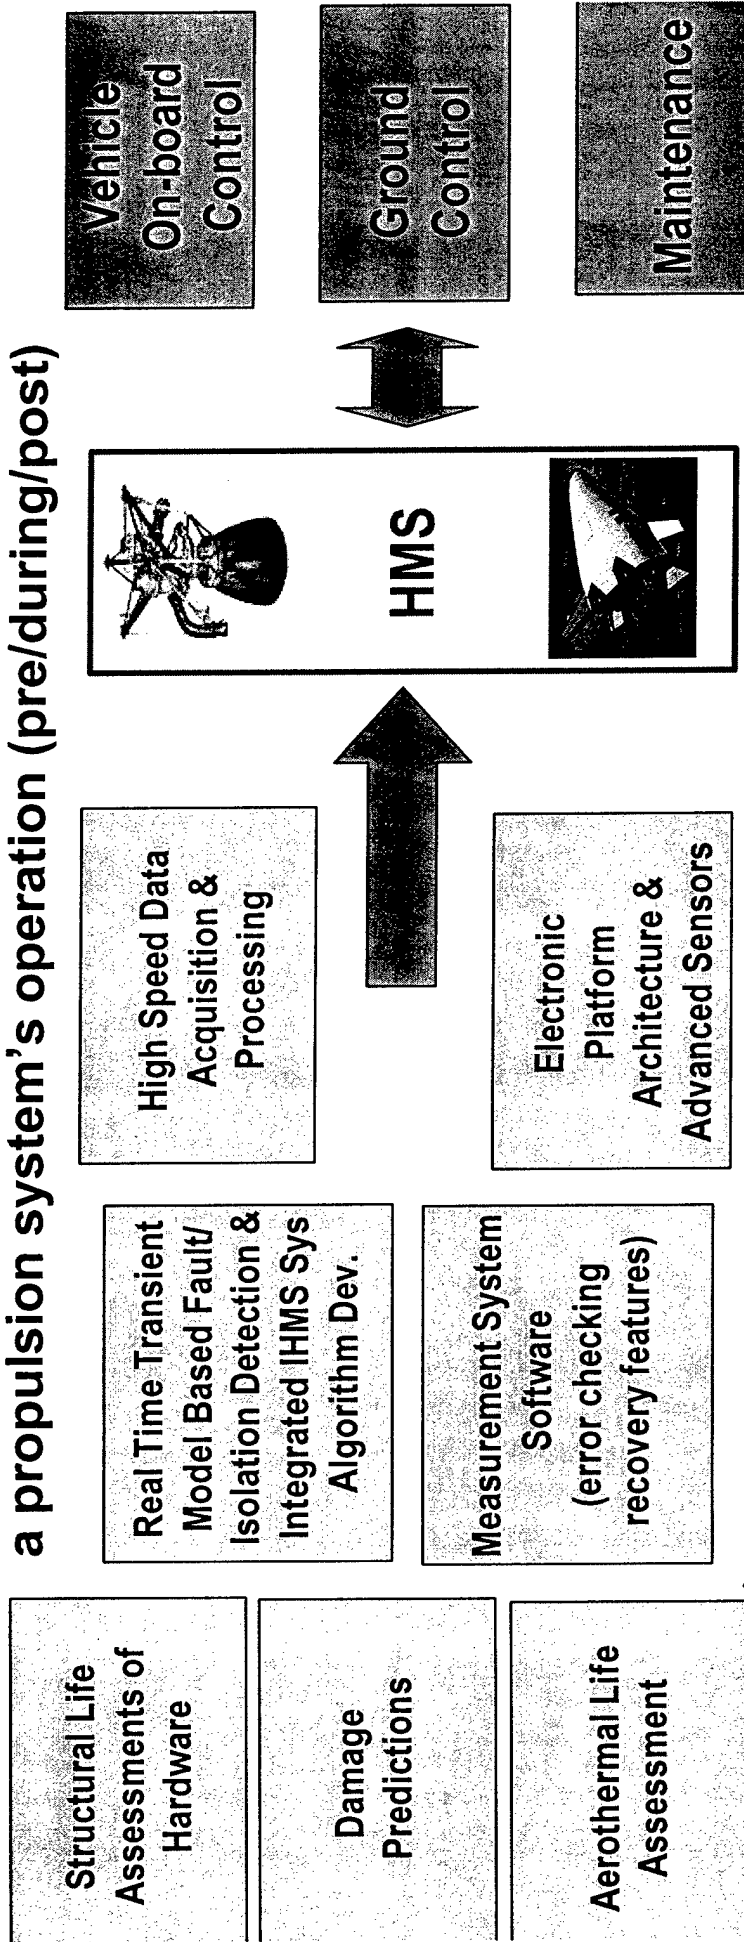 a propulsion system's operation (pre/during/post)
Structural Life
Assessments of
Hardware
Damage
Predictions
Aerothermal Life
Assessment
Real Time Transient
Model Based Fault/
Isolation Detection &
Integrated IHMS Sys
Algorithm Dev.
Measurement System
Software
(error checking
recovery features)
High Speed Data
Acquisition &
Processing
Electronic
Platform
Architecture &
Advanced Sensors
HMS
Vehicle
On-board
Control
Ground
Control
Maintenance